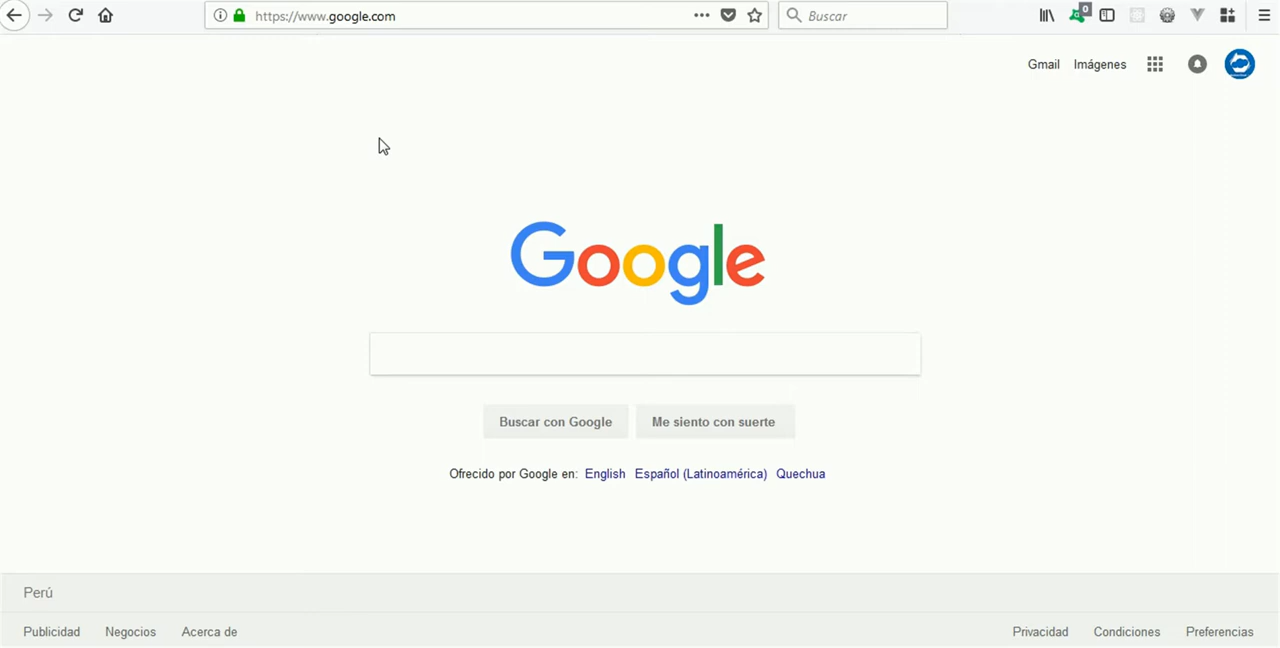 https://www.google.com
Buscar
0
Gmail Imágenes
Google
Buscar con Google Me siento con suerte
Ofrecido por Google en: English Español (Latinoamérica) Quechua
Perú
Publicidad Negocios Acerca de Privacidad Condiciones Preferencias